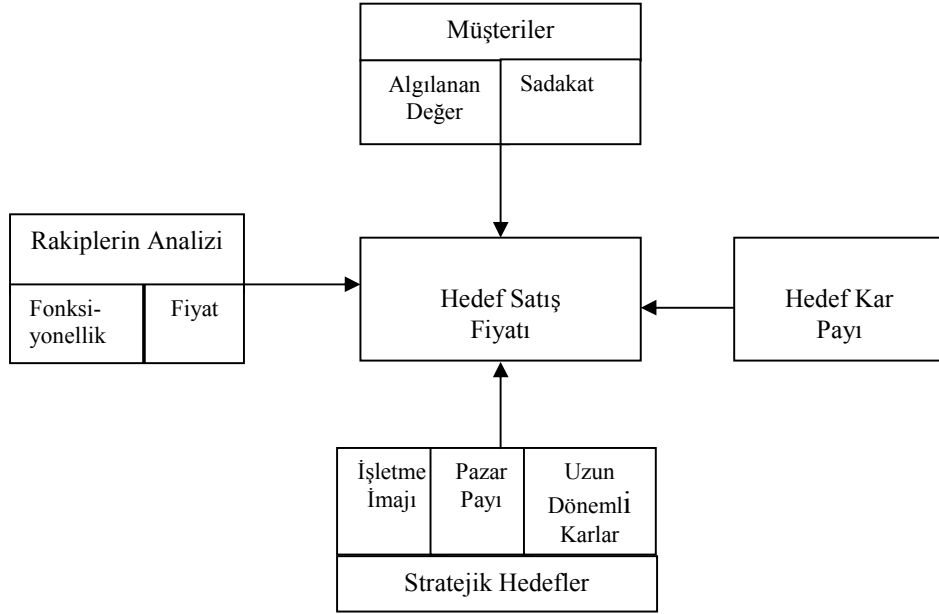 Müşteriler
Algılanan
Değer
Sadakat
Rakiplerin Analizi
Fonksi-
yonellik
Fiyat
Hedef Satış
Fiyatı
Hedef Kar
Payı
İşletme
İmajı
Pazar
Payı
Uzun
Dönemli
Karlar
Stratejik Hedefler